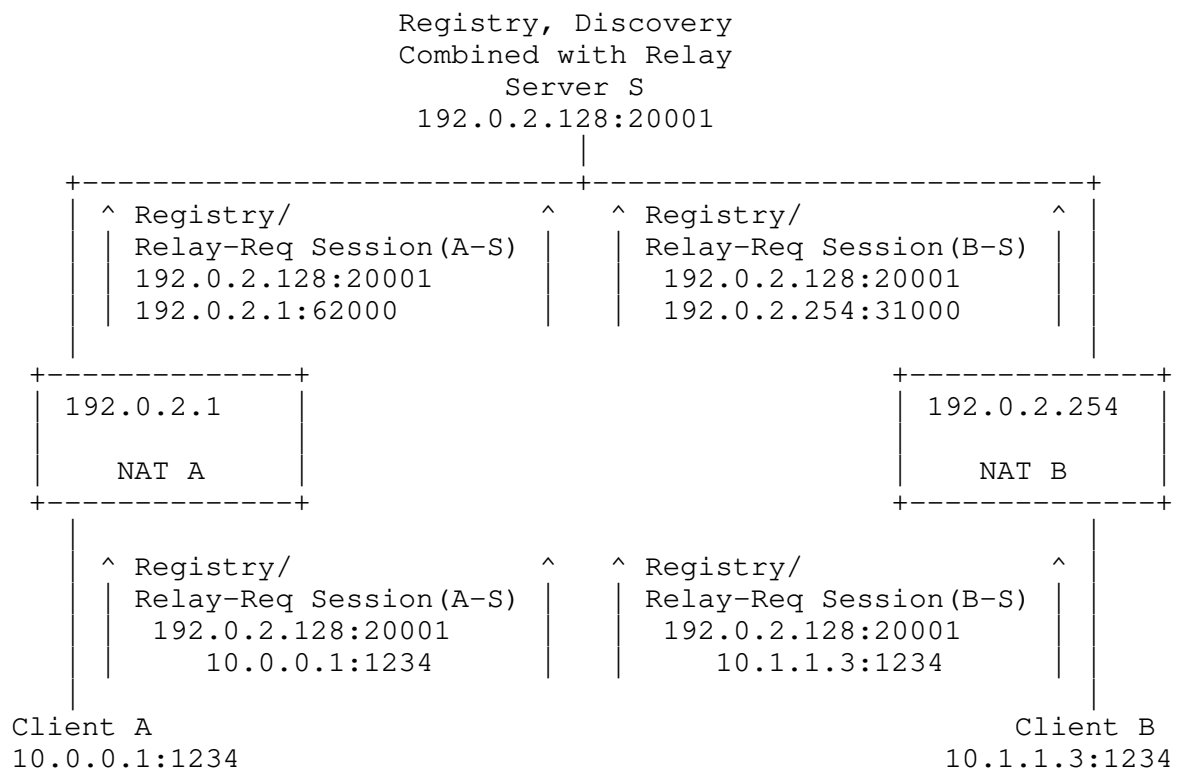 Registry, Discovery
Combined with Relay
Server S
192.0.2.128:20001
|
+----------------------------+----------------------------+
| ^ Registry/              ^   ^ Registry/              ^ |
| | Relay-Req Session(A-S) |   | Relay-Req Session(B-S) | |
| | 192.0.2.128:20001      |   |  192.0.2.128:20001     | |
| | 192.0.2.1:62000        |   |  192.0.2.254:31000     | |
|                                                         |
+--------------+                                 +--------------+
| 192.0.2.1    |                                 | 192.0.2.254  |
|              |                                 |              |
|    NAT A     |                                 |    NAT B     |
+--------------+                                 +--------------+
|                                                         |
| ^ Registry/              ^   ^ Registry/              ^ |
| | Relay-Req Session(A-S) |   | Relay-Req Session(B-S) | |
| |  192.0.2.128:20001     |   |  192.0.2.128:20001     | |
| |     10.0.0.1:1234      |   |     10.1.1.3:1234      | |
|                                                         |
Client A                                                 Client B
10.0.0.1:1234                                        10.1.1.3:1234